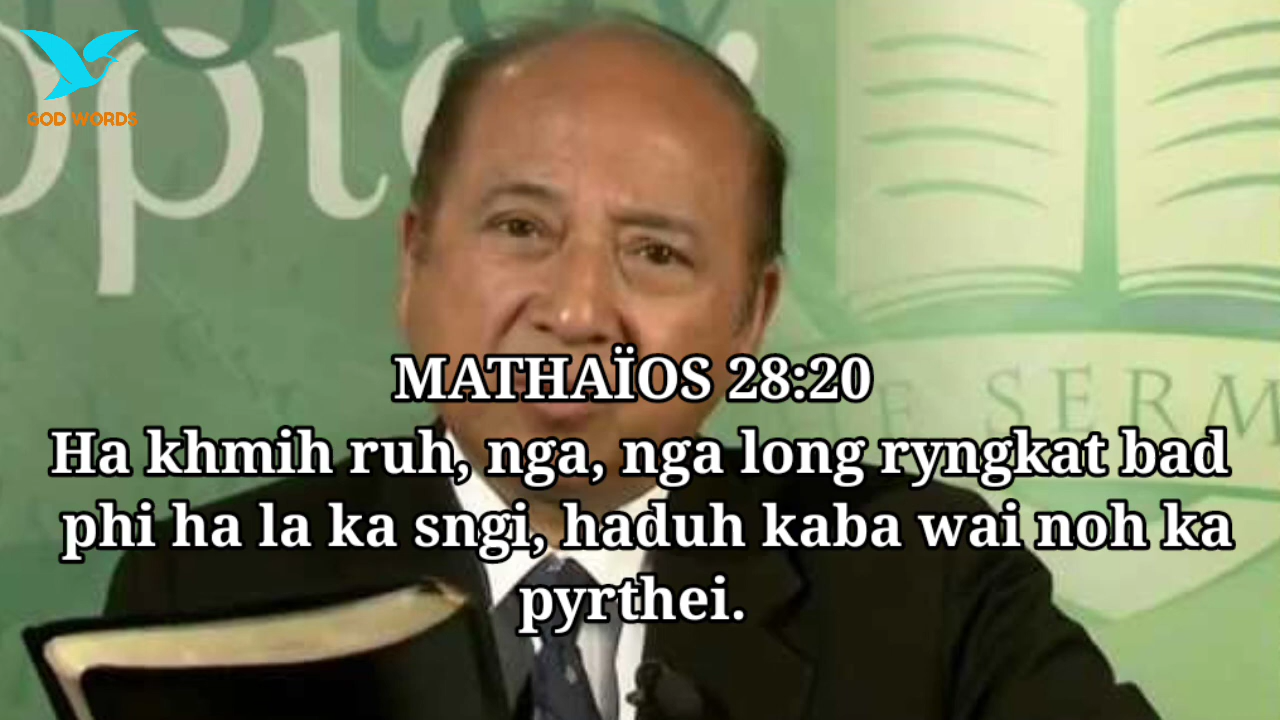 GOD WORDS
MATHAÏOS 28:20
Ha khmih ruh, nga, nga long ryngkat bad
phi ha la ka sngi, haduh kaba wai noh ka
pyrthei.